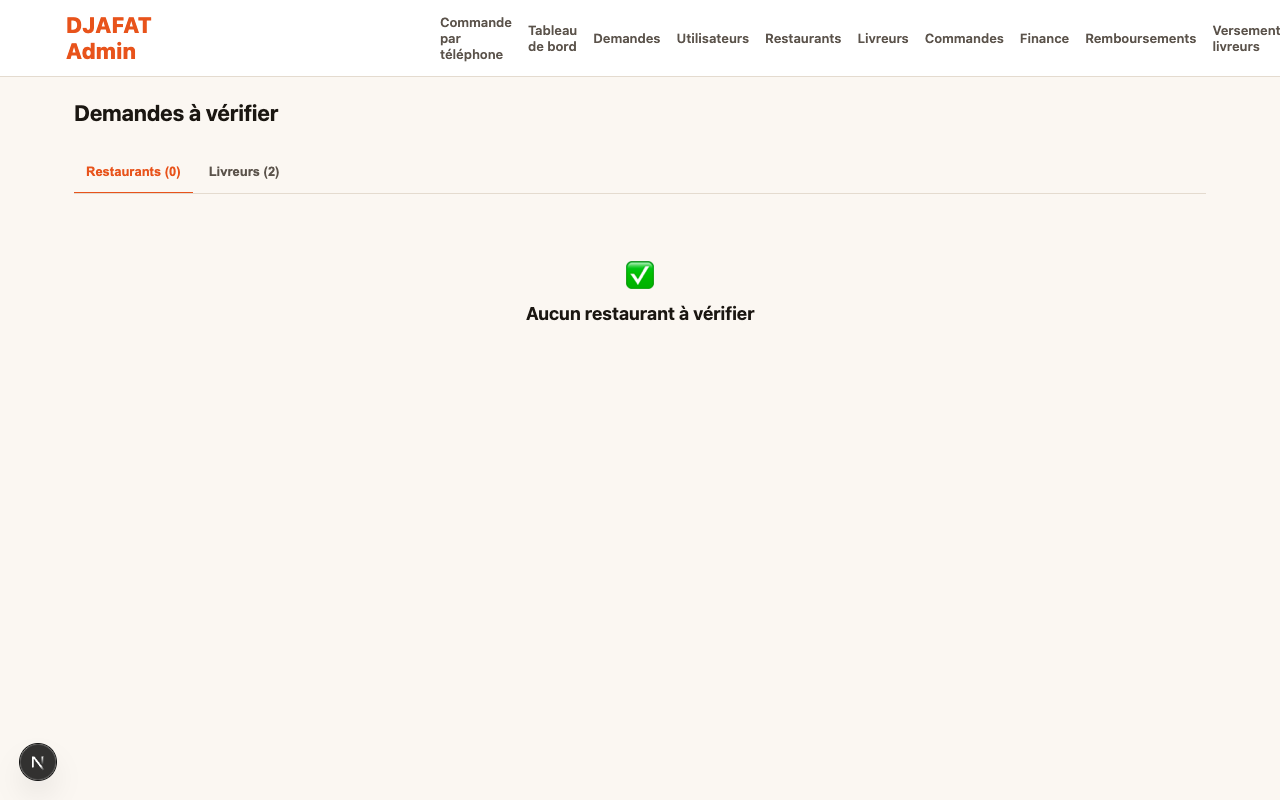 DJAFAT
Admin
Commande
par
téléphone
Tableau
de bord
Demandes
Utilisateurs
Restaurants
Livreurs
Commandes
Finance
Remboursements
Versement
livreurs
Demandes à vérifier
Restaurants (0)
Livreurs (2)
Aucun restaurant à vérifier
N